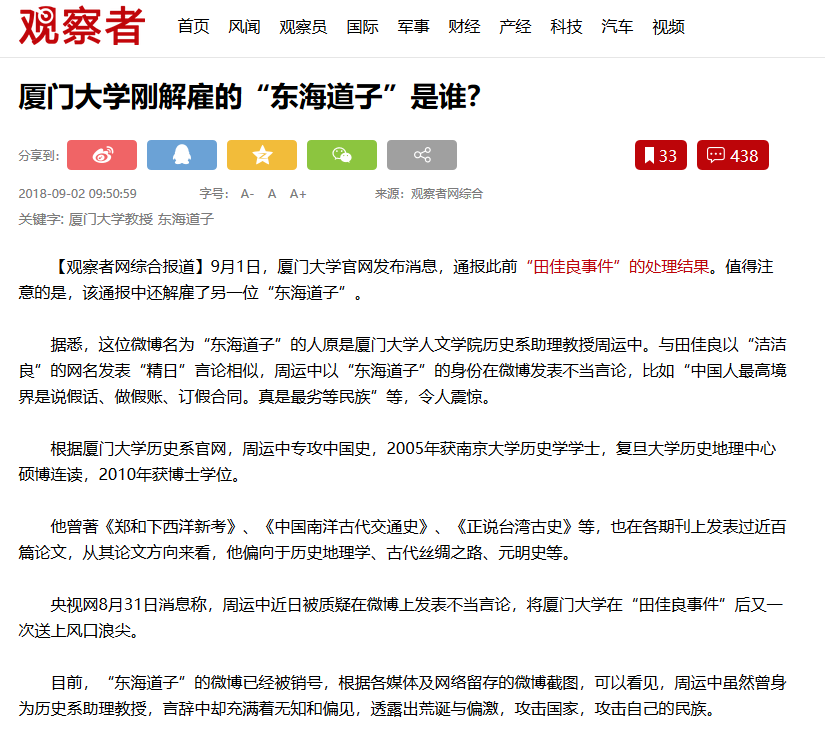 观察者 首页 风闻 观察员 国际 军事 财经 产经 科技 汽车 视频
厦门大学刚解雇的“东海道子”是谁？
分享到: 33 438
2018-09-02 09:50:59 字号： A- A A+ 来源：观察者网综合
关键字: 厦门大学教授 东海道子
【观察者网综合报道】9月1日，厦门大学官网发布消息，通报此前“田佳良事件”的处理结果。值得注
意的是，该通报中还解雇了另一位“东海道子”。
据悉，这位微博名为“东海道子”的人原是厦门大学人文学院历史系助理教授周运中。与田佳良以“洁洁
良”的网名发表“精日”言论相似，周运中以“东海道子”的身份在微博发表不当言论，比如“中国人最高境
界是说假话、做假账、订假合同。真是最劣等民族”等，令人震惊。
根据厦门大学历史系官网，周运中专攻中国史，2005年获南京大学历史学学士，复旦大学历史地理中心
硕博连读，2010年获博士学位。
他曾著《郑和下西洋新考》、《中国南洋古代交通史》、《正说台湾古史》等，也在各期刊上发表过近百
篇论文，从其论文方向来看，他偏向于历史地理学、古代丝绸之路、元明史等。
央视网8月31日消息称，周运中近日被质疑在微博上发表不当言论，将厦门大学在“田佳良事件”后又一
次送上风口浪尖。
目前，“东海道子”的微博已经被销号，根据各媒体及网络留存的微博截图，可以看见，周运中虽然曾身
为历史系助理教授，言辞中却充满着无知和偏见，透露出荒诞与偏激，攻击国家，攻击自己的民族。